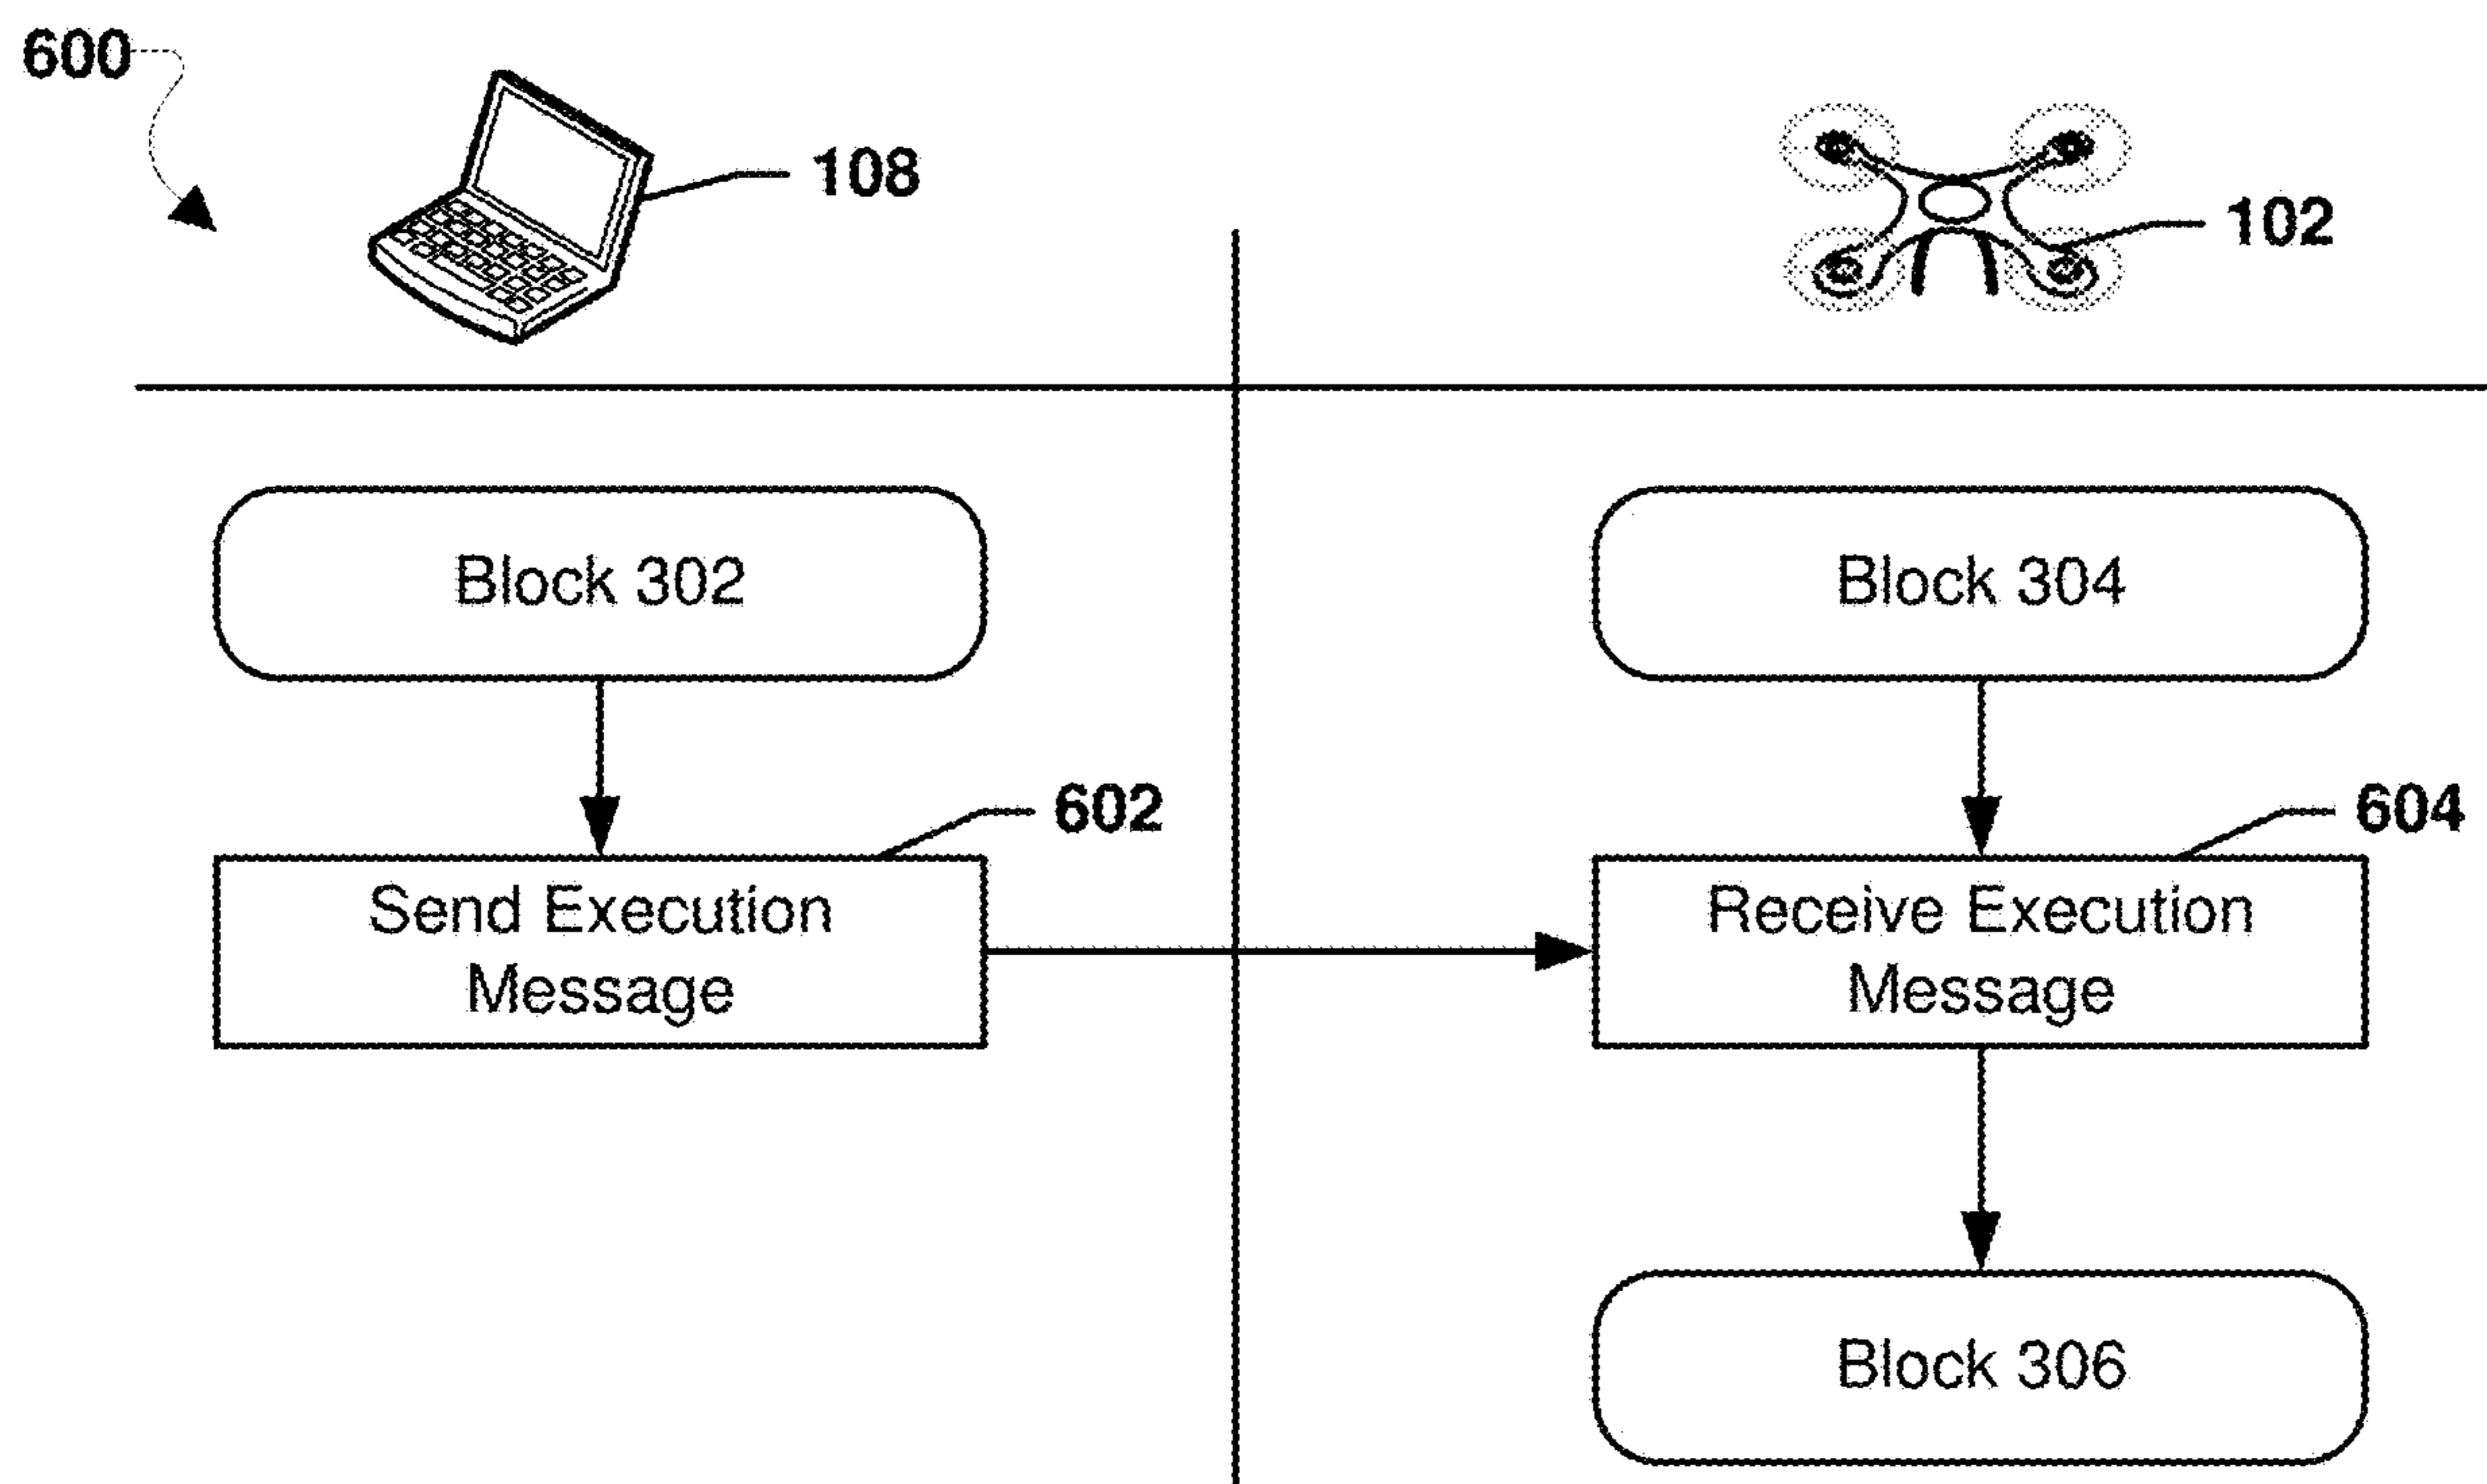 600
108
102
Block 302
Block 304
602
604
Send Execution
Message
Receive Execution
Message
Block 306